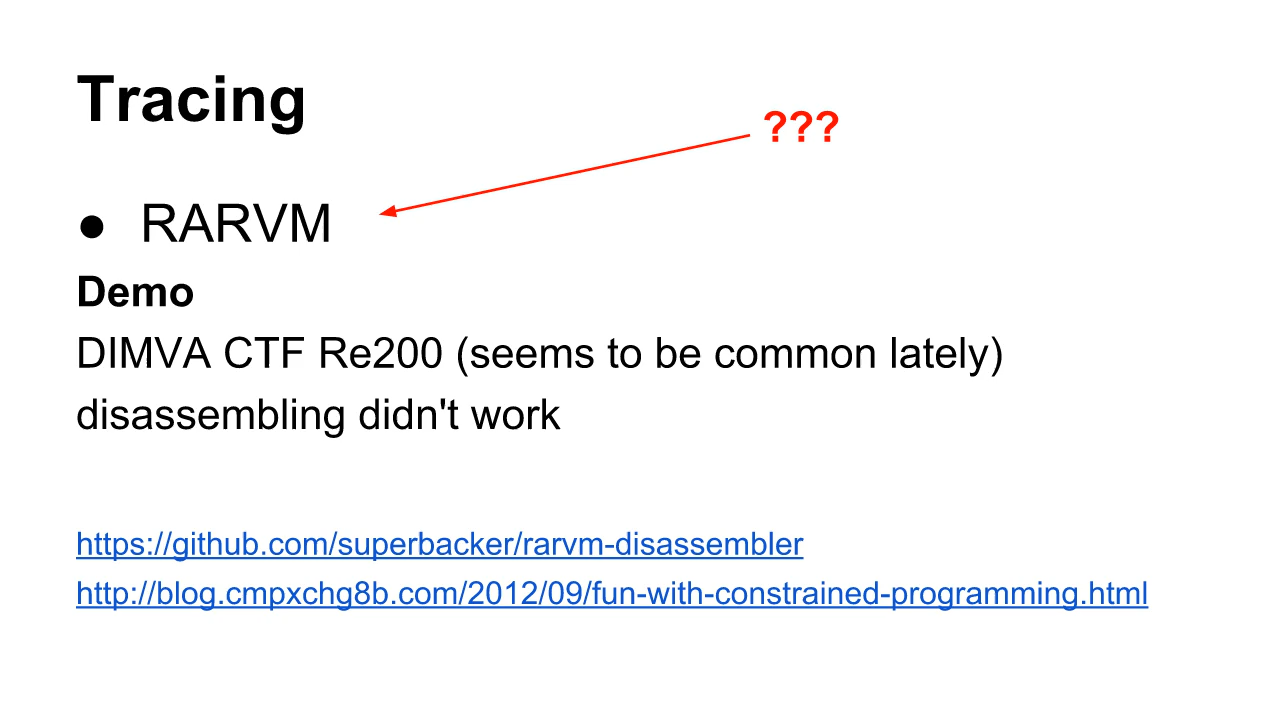 Tracing
???
● RARVM
Demo
DIMVA CTF Re200 (seems to be common lately)
disassembling didn't work
https://github.com/superbacker/rarvm-disassembler
http://blog.cmpxchg8b.com/2012/09/fun-with-constrained-programming.html